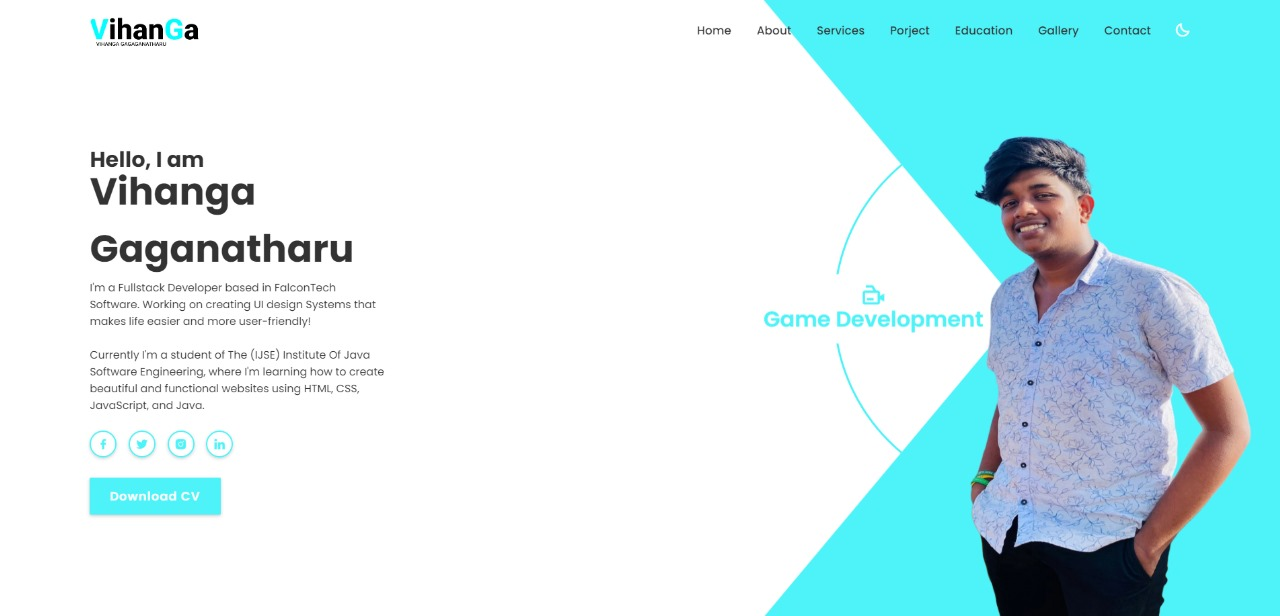 VihanGa
VIHANGA GAGAGANATHARU
Home About Services Porject Education Gallery Contact
Hello, I am
Vihanga
Gaganatharu
I'm a Fullstack Developer based in FalconTech
Software. Working on creating UI design Systems that
makes life easier and more user-friendly!
Currently I'm a student of The (IJSE) Institute Of Java
Software Engineering, where I'm learning how to create
beautiful and functional websites using HTML, CSS,
JavaScript, and Java.
Download CV
Game Development